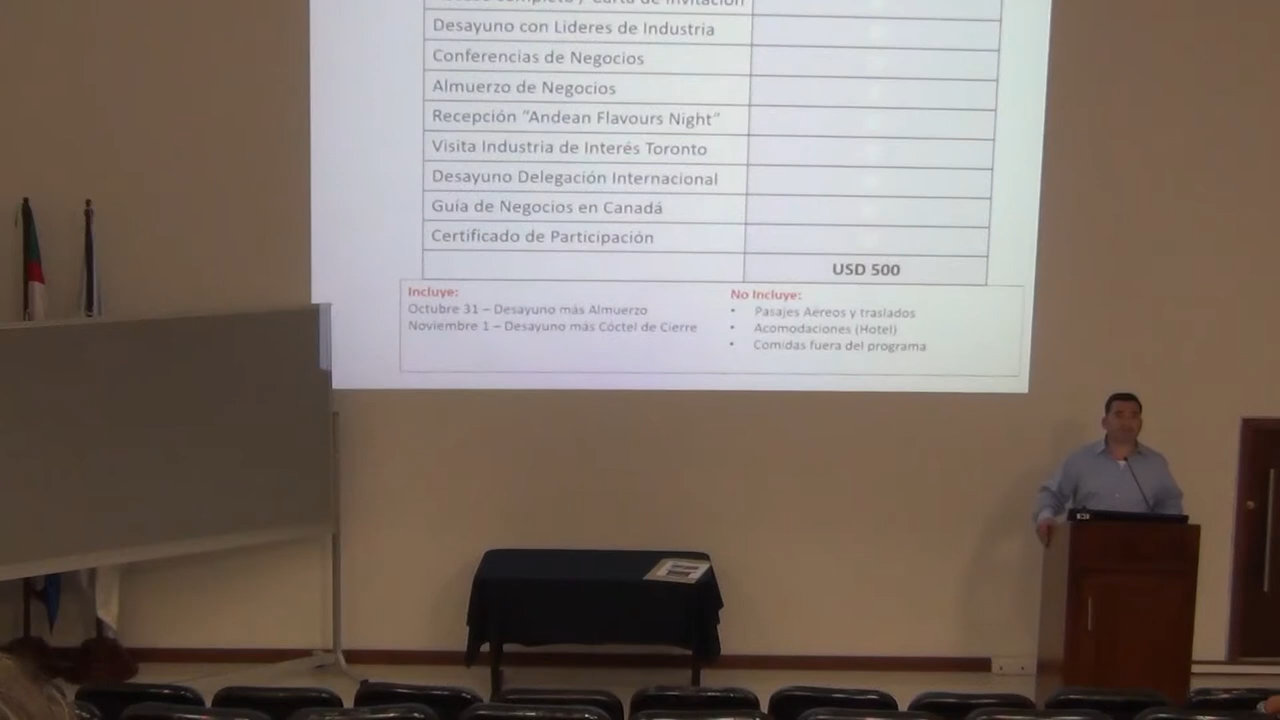 Carta de Invitación
Desayuno con Lideres de Industria
Conferencias de Negocios
Almuerzo de Negocios
Recepción “Andean Flavours Night”
Visita Industria de Interés Toronto
Desayuno Delegación Internacional
Guía de Negocios en Canadá
Certificado de Participación
USD 500
Incluye:
Octubre 31 – Desayuno más Almuerzo
Noviembre 1 – Desayuno más Cóctel de Cierre
No Incluye:
• Pasajes Aéreos y traslados
• Acomodaciones (Hotel)
• Comidas fuera del programa